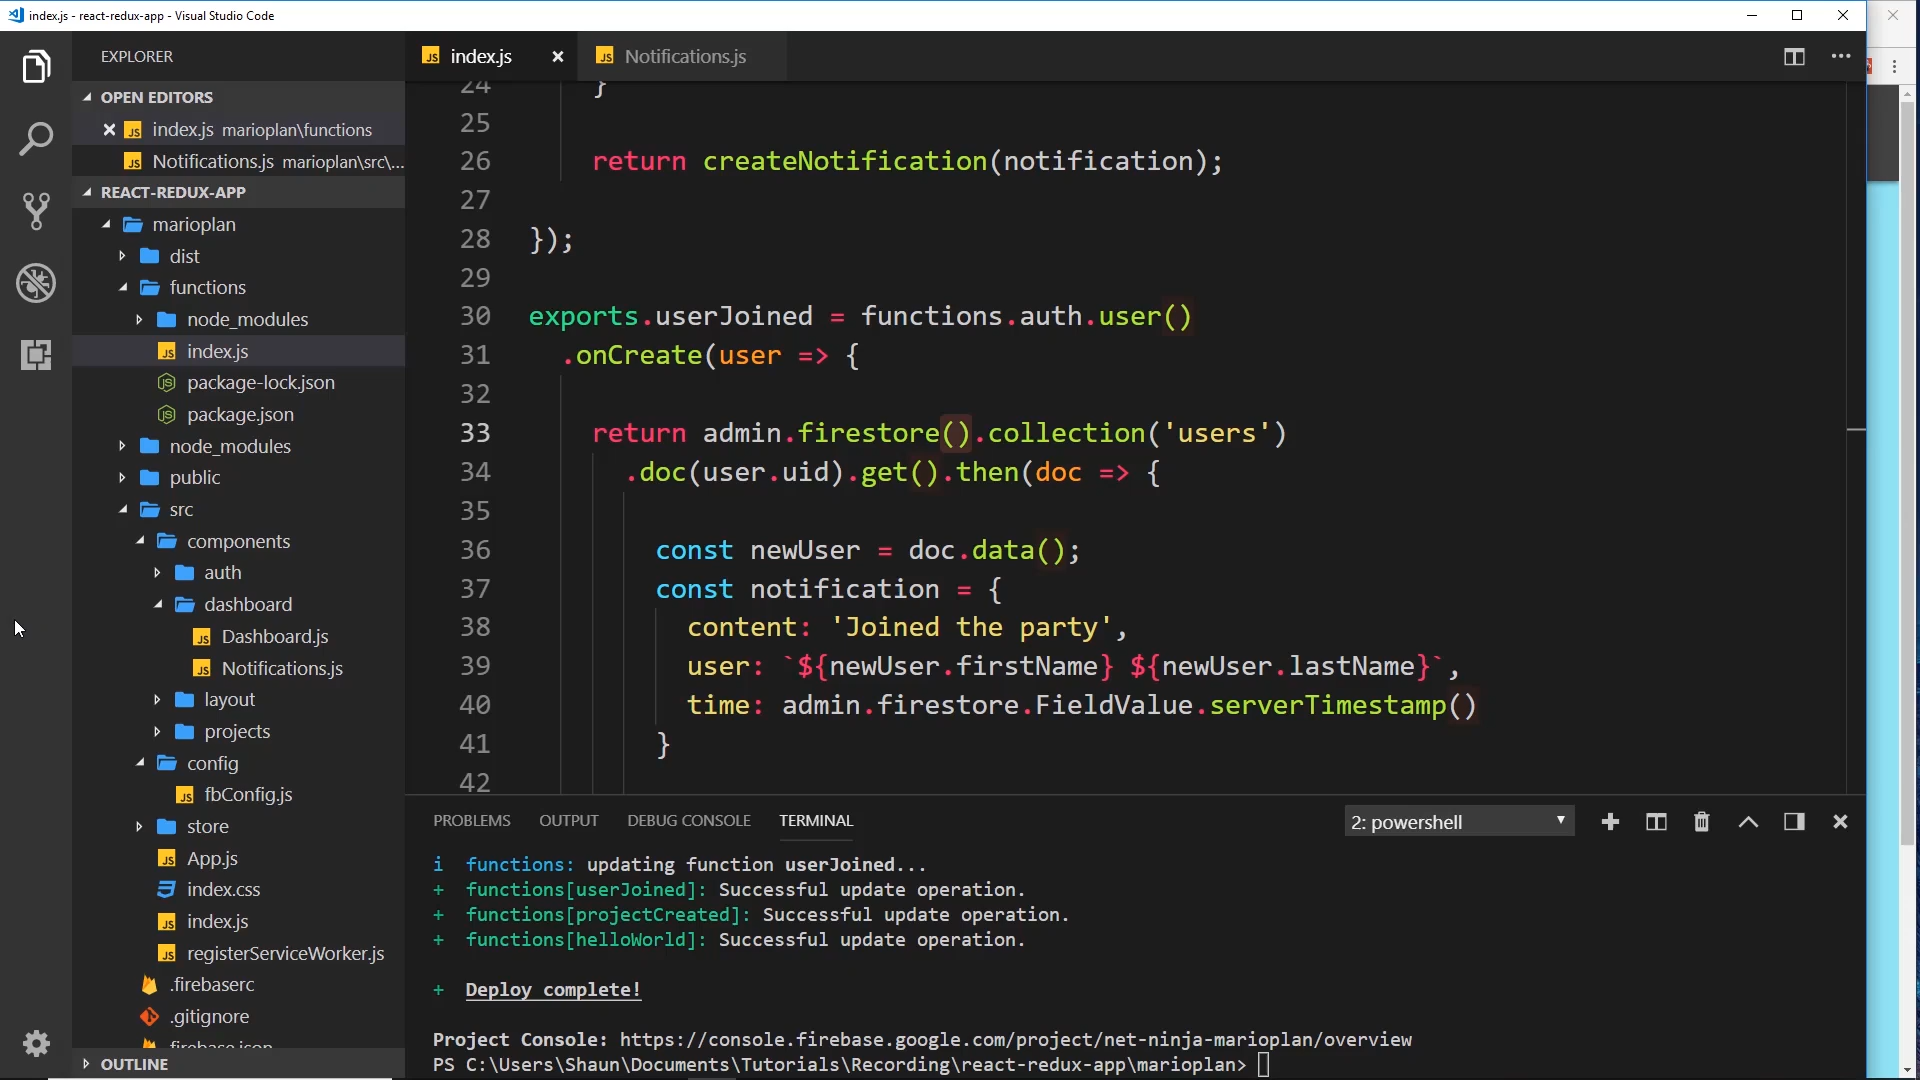 index.js - react-redux-app - Visual Studio Code
EXPLORER
OPEN EDITORS
index.js marioplan\functions
Notifications.js marioplan\src\...
REACT-REDUX-APP
marioplan
dist
functions
node_modules
index.js
package-lock.json
package.json
node_modules
public
src
components
auth
dashboard
Dashboard.js
Notifications.js
layout
projects
config
fbConfig.js
store
App.js
index.css
index.js
registerServiceWorker.js
.firebaserc
.gitignore
firebase.json
OUTLINE
index.js
Notifications.js
24 }
25
26 return createNotification(notification);
27
28 });
29
30 exports.userJoined = functions.auth.user()
31 .onCreate(user => {
32
33 return admin.firestore().collection('users')
34 .doc(user.uid).get().then(doc => {
35
36 const newUser = doc.data();
37 const notification = {
38 content: 'Joined the party',
39 user: `${newUser.firstName} ${newUser.lastName}`,
40 time: admin.firestore.FieldValue.serverTimestamp()
41 }
42
PROBLEMS OUTPUT DEBUG CONSOLE TERMINAL
2: powershell
i functions: updating function userJoined...
+ functions[userJoined]: Successful update operation.
+ functions[projectCreated]: Successful update operation.
+ functions[helloWorld]: Successful update operation.
+ Deploy complete!
Project Console: https://console.firebase.google.com/project/net-ninja-marioplan/overview
PS C:\Users\Shaun\Documents\Tutorials\Recording\react-redux-app\marioplan>